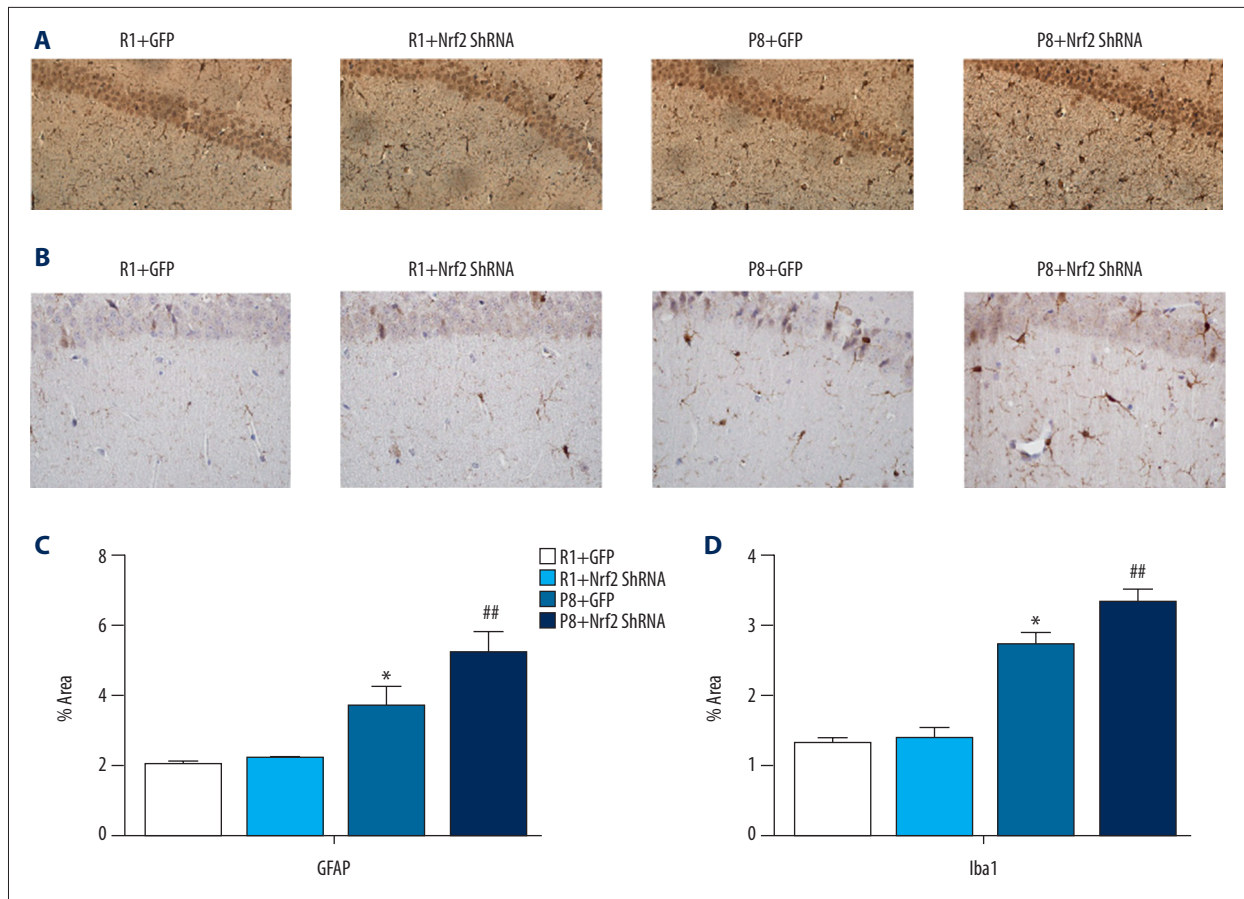 A
R1+GFP R1+Nrf2 ShRNA P8+GFP P8+Nrf2 ShRNA
B
R1+GFP R1+Nrf2 ShRNA P8+GFP P8+Nrf2 ShRNA
C
% Area
8
6
4
2
0
*
##
GFAP
R1+GFP
R1+Nrf2 ShRNA
P8+GFP
P8+Nrf2 ShRNA
D
% Area
4
3
2
1
0
*
##
Iba1